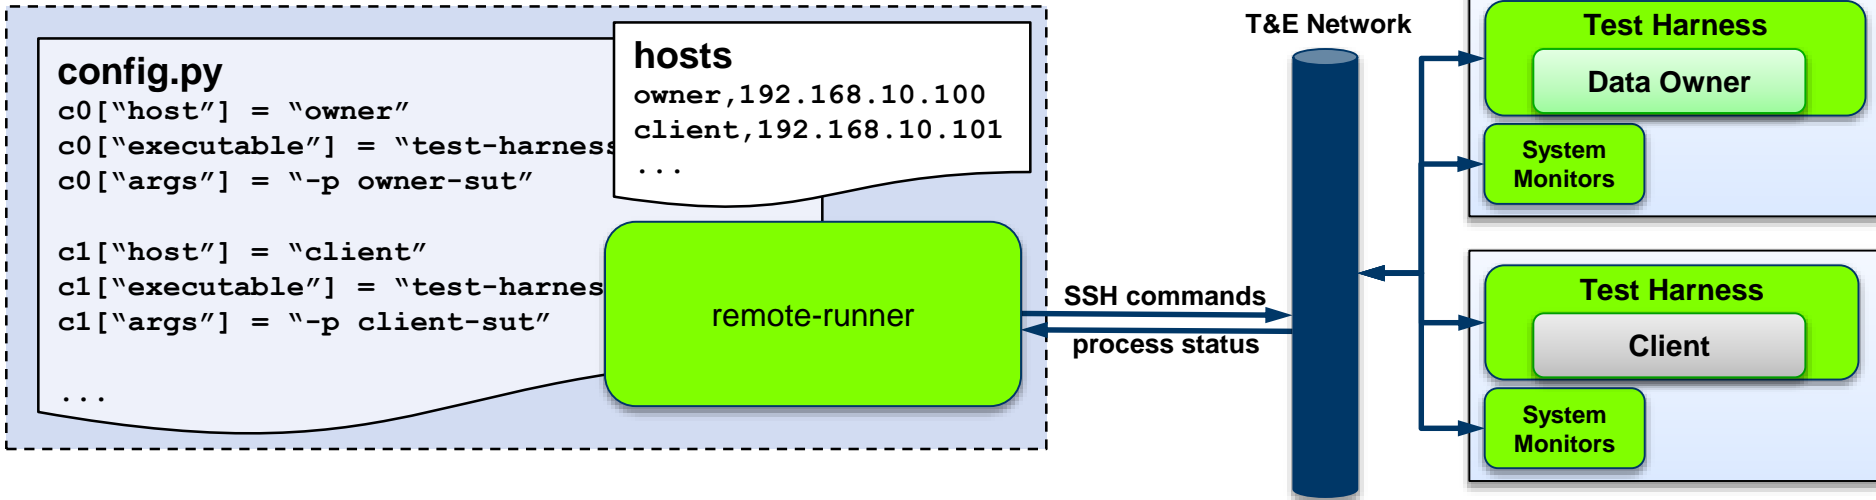 config.py
c0[“host”] = “owner”
c0[“executable”] = “test-harness
c0[“args”] = “-p owner-sut”
c1[“host”] = “client”
c1[“executable”] = “test-harnes
c1[“args”] = “-p client-sut”
...
hosts
owner,192.168.10.100
client,192.168.10.101
...
remote-runner
SSH commands
process status
T&E Network
Test Harness
Data Owner
System
Monitors
Test Harness
Client
System
Monitors